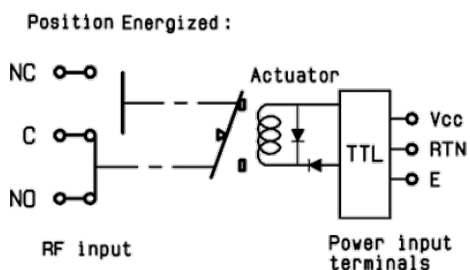 Position Energized :
NC
Actuator
Vcc
C
TTL
RTN
E
NO
RF input
Power input
terminals